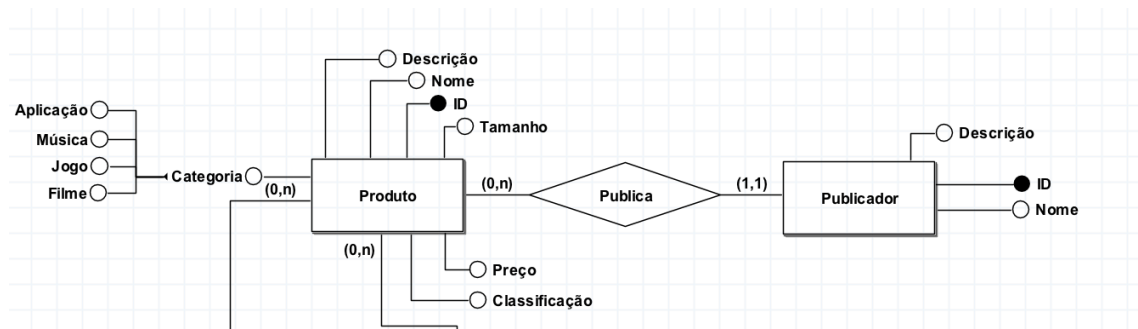 Descrição
Nome
ID
Tamanho
Aplicação
Música
Jogo
Filme
Categoria
(0,n)
Produto
(0,n)
Publica
(1,1)
Publicador
Descrição
ID
Nome
(0,n)
Preço
Classificação